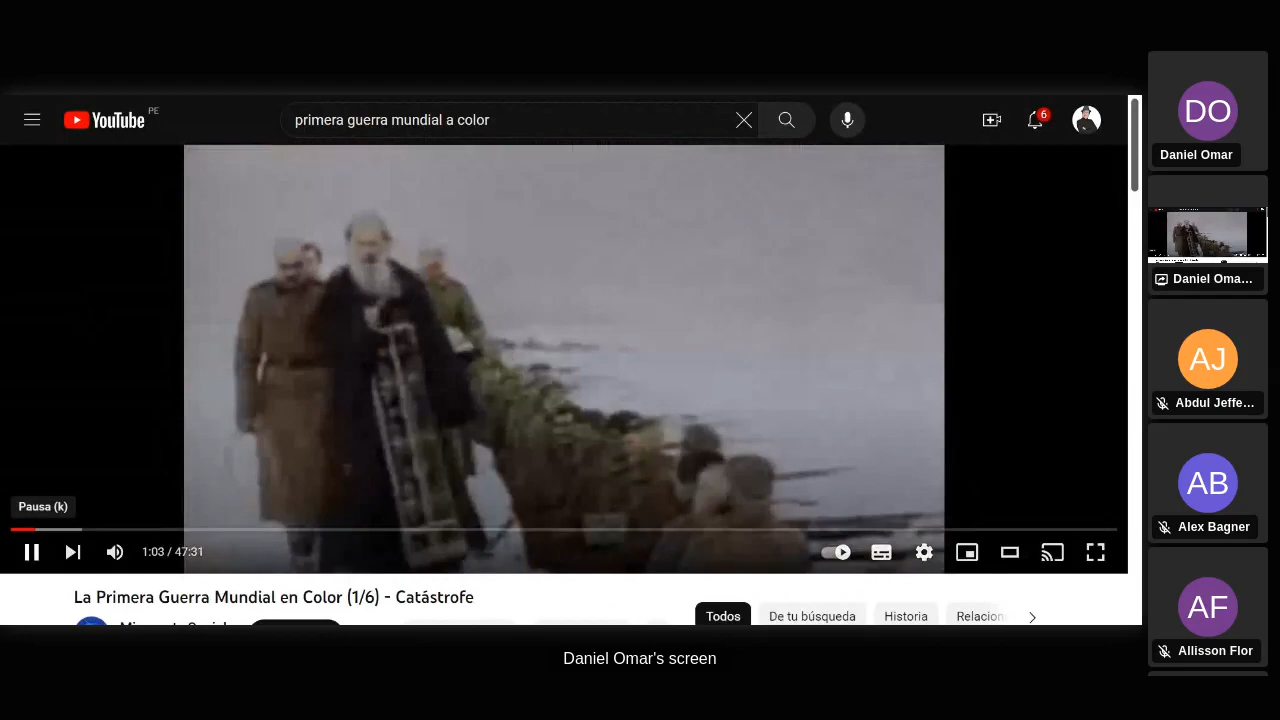 YouTube PE
primera guerra mundial a color
6
Pausa (k)
1:03 / 47:31
La Primera Guerra Mundial en Color (1/6) - Catástrofe
Todos
De tu búsqueda
Historia
Relacion
Daniel Omar's screen
DO
Daniel Omar
Daniel Oma...
AJ
Abdul Jeffe...
AB
Alex Bagner
AF
Allisson Flor